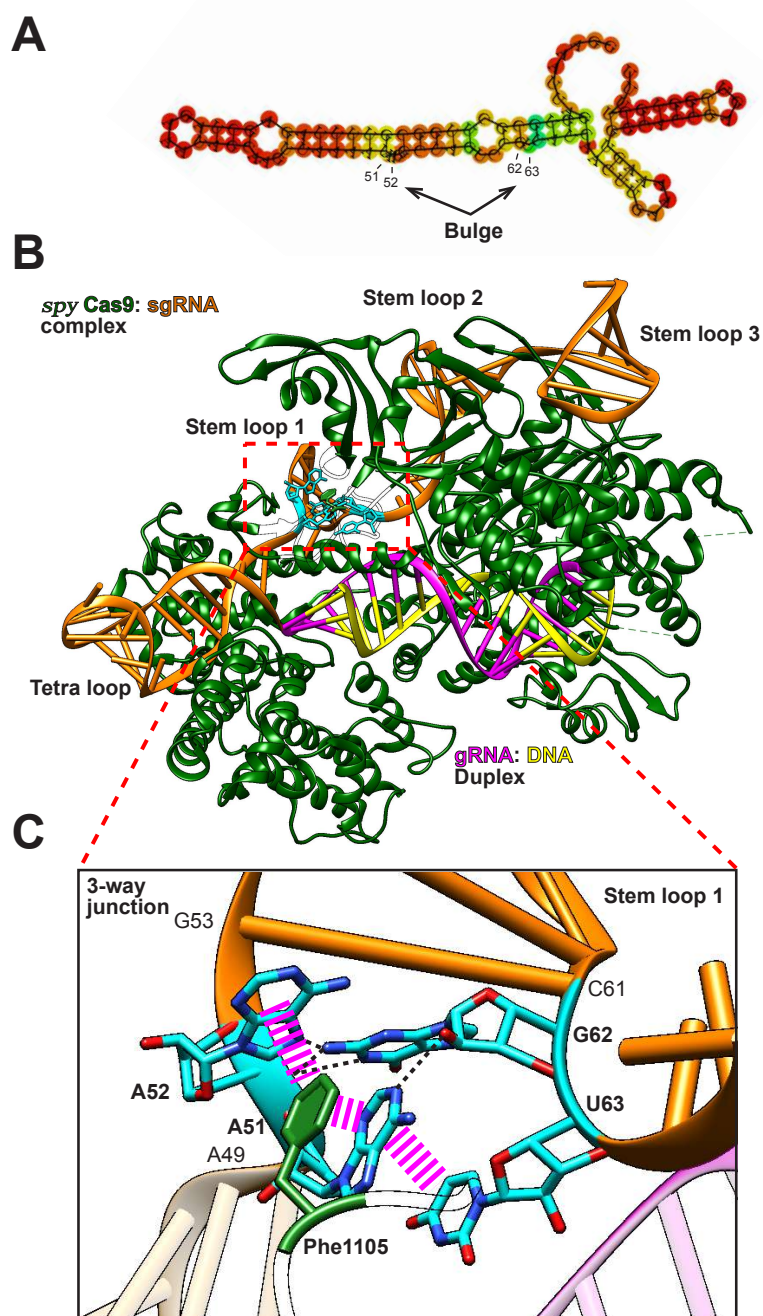 A
51
52
62
63
Bulge
B
spy Cas9: sgRNA
complex
Stem loop 2
Stem loop 3
Stem loop 1
Tetra loop
gRNA: DNA
Duplex
C
3-way
junction
Stem loop 1
G53
C61
G62
A52
U63
A51
A49
Phe1105